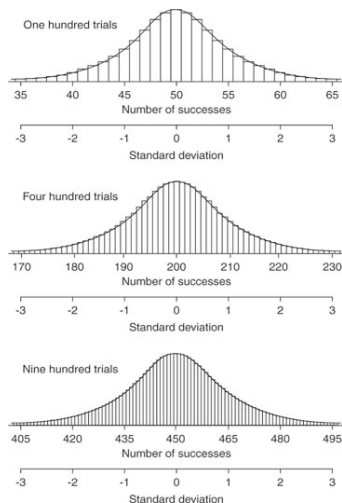 One hundred trials
35 40 45 50 55 60 65
Number of successes
-3 -2 -1 0 1 2 3
Standard deviation
Four hundred trials
170 180 190 200 210 220 230
Number of successes
-3 -2 -1 0 1 2 3
Standard deviation
Nine hundred trials
405 420 435 450 465 480 495
Number of successes
-3 -2 -1 0 1 2 3
Standard deviation